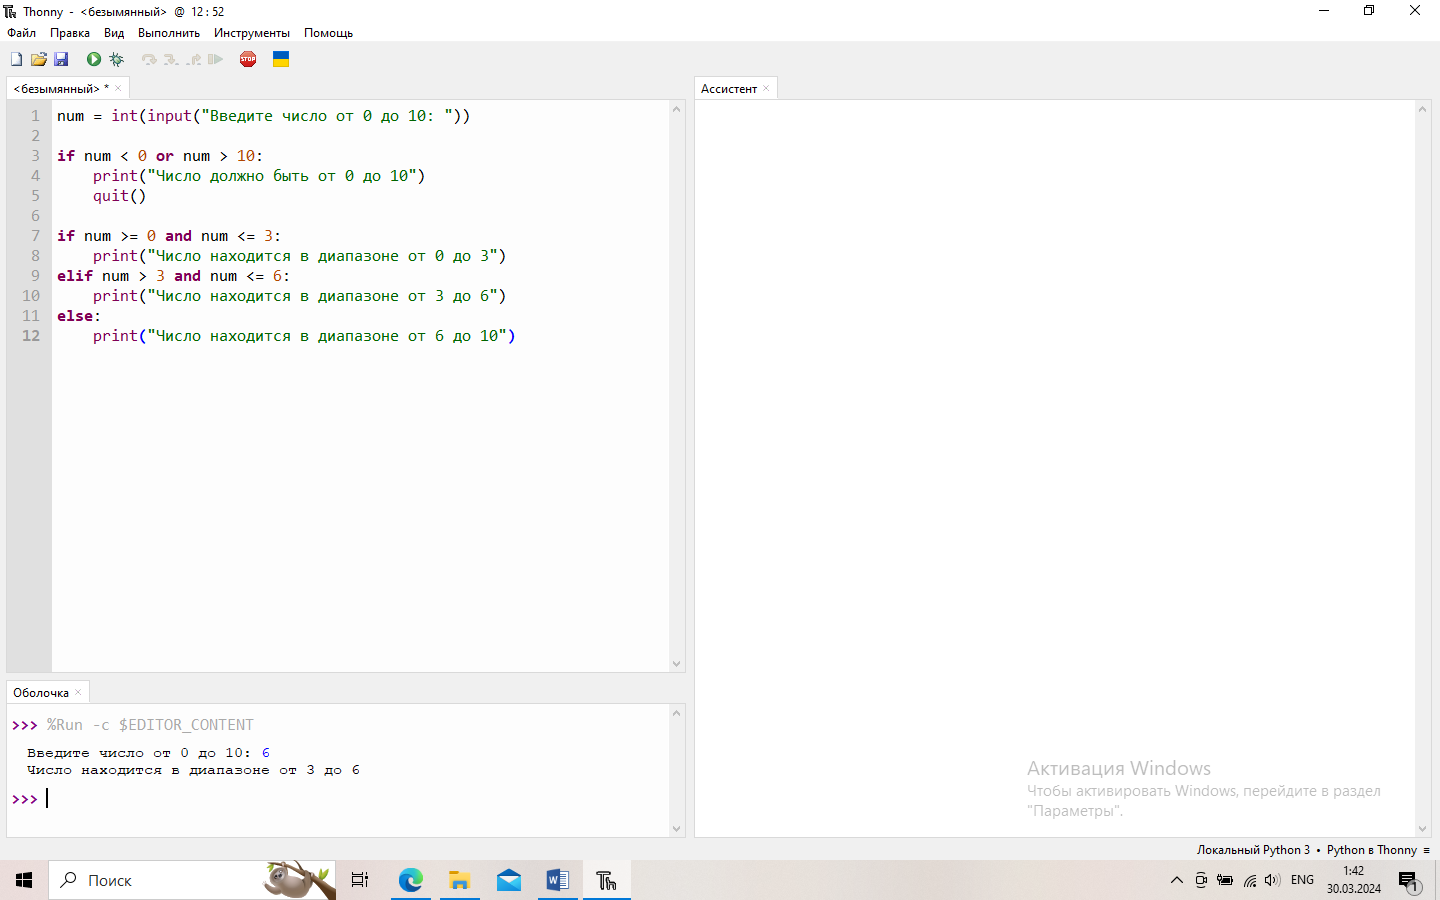 Thonny - <безымянный> @ 12:52
Файл Правка Вид Выполнить Инструменты Помощь
STOP
<безымянный> *
1 num = int(input("Введите число от 0 до 10: "))
2
3 if num < 0 or num > 10:
4     print("Число должно быть от 0 до 10")
5     quit()
6
7 if num >= 0 and num <= 3:
8     print("Число находится в диапазоне от 0 до 3")
9 elif num > 3 and num <= 6:
10     print("Число находится в диапазоне от 3 до 6")
11 else:
12     print("Число находится в диапазоне от 6 до 10")
Ассистент
Оболочка
>>> %Run -c $EDITOR_CONTENT
Введите число от 0 до 10: 6
Число находится в диапазоне от 3 до 6
>>>
Активация Windows
Чтобы активировать Windows, перейдите в раздел
"Параметры".
Локальный Python 3 • Python в Thonny ≡
Поиск
ENG
1:42
30.03.2024
1